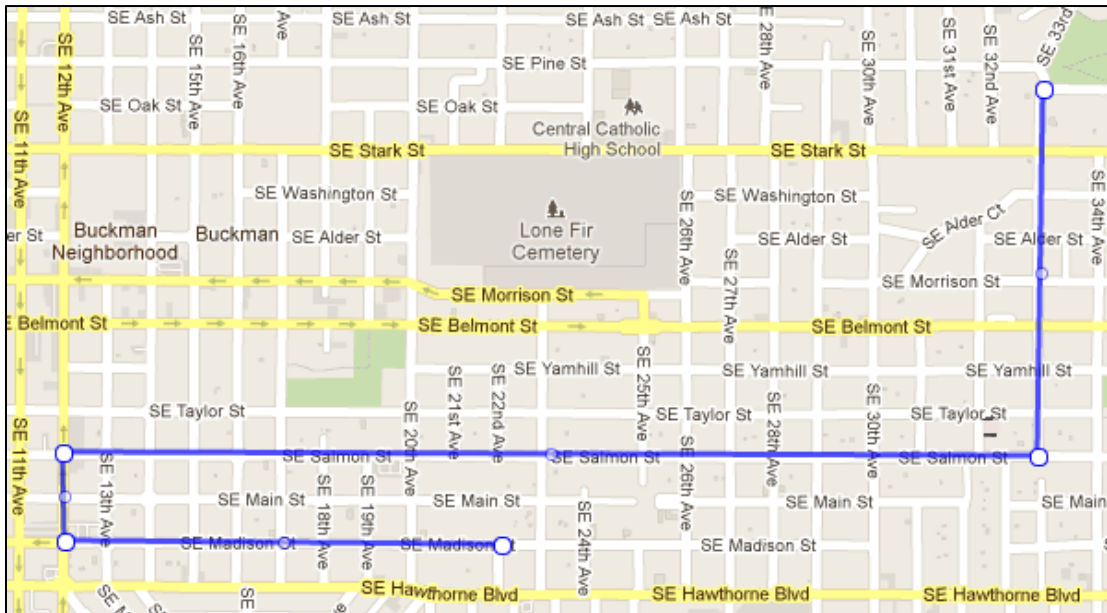 SE Ash St
SE Ash St
SE Ash St
SE 33rd
Ave
SE 12th Ave
SE 15th Ave
SE 16th Ave
SE 28th Ave
SE 30th Ave
SE 31st Ave
SE 32nd Ave
SE Pine St
SE Oak St
SE Oak St
SE 11th Ave
Central Catholic
High School
SE Stark St
SE Stark St
SE Washington St
SE Washington St
SE 34th Ave
SE 26th Ave
Buckman
Neighborhood
Buckman
SE Alder St
Lone Fir
Cemetery
SE Alder St
SE Alder Ct
SE Alder St
er St
SE 27th Ave
SE Morrison St
SE Morrison St
E Belmont St
SE Belmont St
SE Belmont St
SE Yamhill St
SE Yamhill St
SE Yamhill St
SE 25th Ave
SE 21st Ave
SE 22nd Ave
SE 20th Ave
SE 28th Ave
SE 30th Ave
SE Taylor St
SE Taylor St
SE Taylor St
SE 11th Ave
SE Salmon St
SE Salmon St
SE Salmon St
SE 13th Ave
SE 26th Ave
SE Main St
SE Main St
SE Main St
SE Main
SE 18th Ave
SE 19th Ave
SE 24th Ave
SE Madison St
SE Madison St
SE Madison St
SE Hawthorne Blvd
SE Hawthorne Blvd
SE Hawthorne Blvd